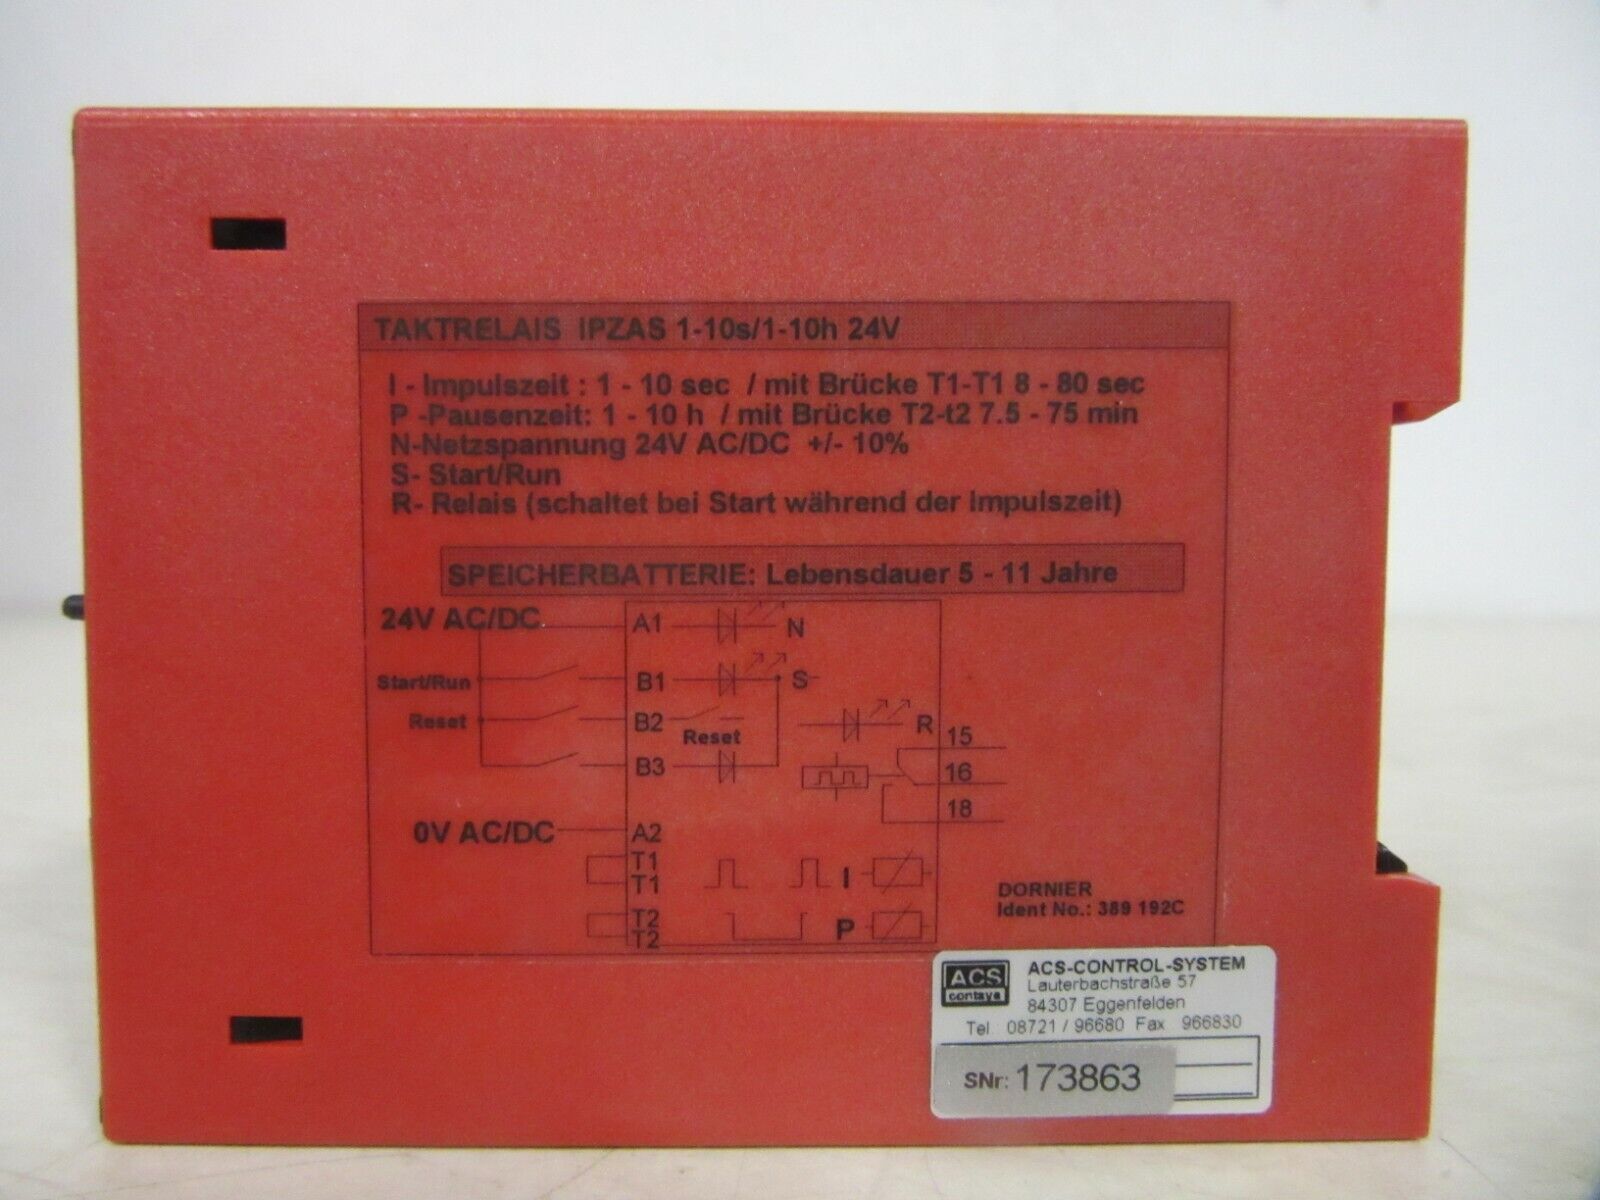 TAKTRELAIS IPZAS 1-10s/1-10h 24V
I - Impulszeit : 1 - 10 sec / mit Brücke T1-T1 8 - 80 sec
P -Pausenzeit: 1 - 10 h / mit Brücke T2-t2 7.5 - 75 min
N-Netzspannung 24V AC/DC +/- 10%
S- Start/Run
R- Relais (schaltet bei Start während der Impulszeit)
SPEICHERBATTERIE: Lebensdauer 5 - 11 Jahre
24V AC/DC A1 N
Start/Run B1 S
Reset B2 Reset R 15
B3 16
18
0V AC/DC A2
T1
T1 I
T2 P
T2
DORNIER
Ident No.: 389 192C
ACS contsys
ACS-CONTROL-SYSTEM
Lauterbachstraße 57
84307 Eggenfelden
Tel 08721 / 96680 Fax 966830
SNr: 173863